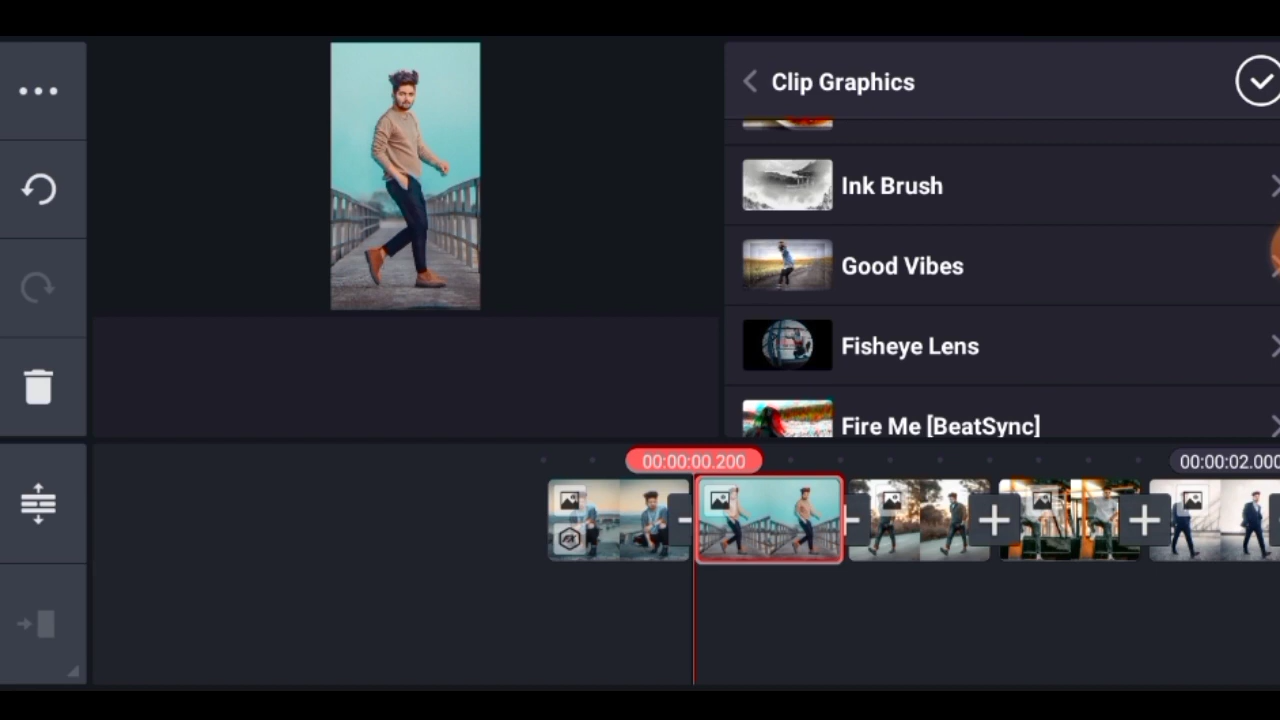 Clip Graphics
Ink Brush
Good Vibes
Fisheye Lens
Fire Me [BeatSync]
00:00:00.200
00:00:02.000